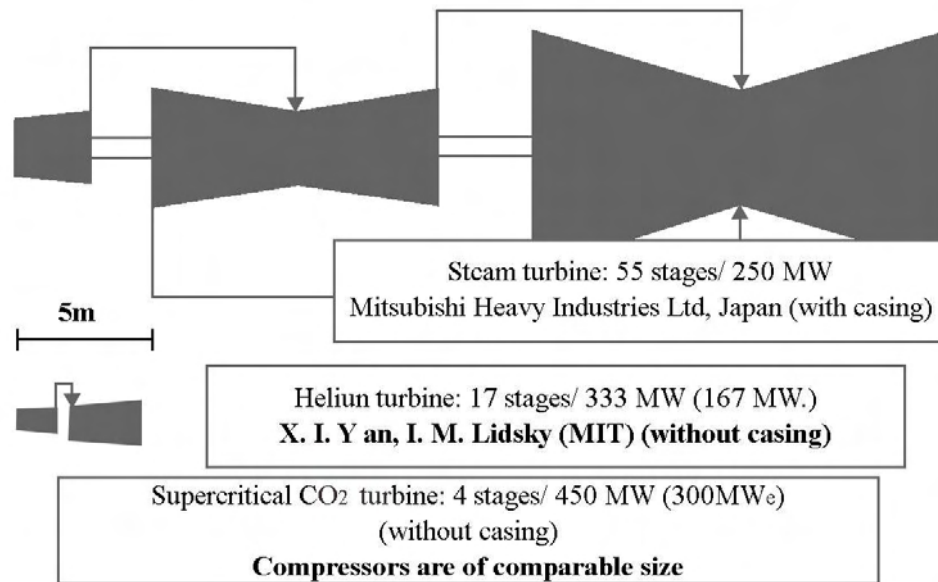 Steam turbine: 55 stages/ 250 MW
Mitsubishi Heavy Industries Ltd, Japan (with casing)
5m
Heliun turbine: 17 stages/ 333 MW (167 MW.)
X. I. Y an, I. M. Lidsky (MIT) (without casing)
Supercritical CO2 turbine: 4 stages/ 450 MW (300MWe)
(without casing)
Compressors are of comparable size